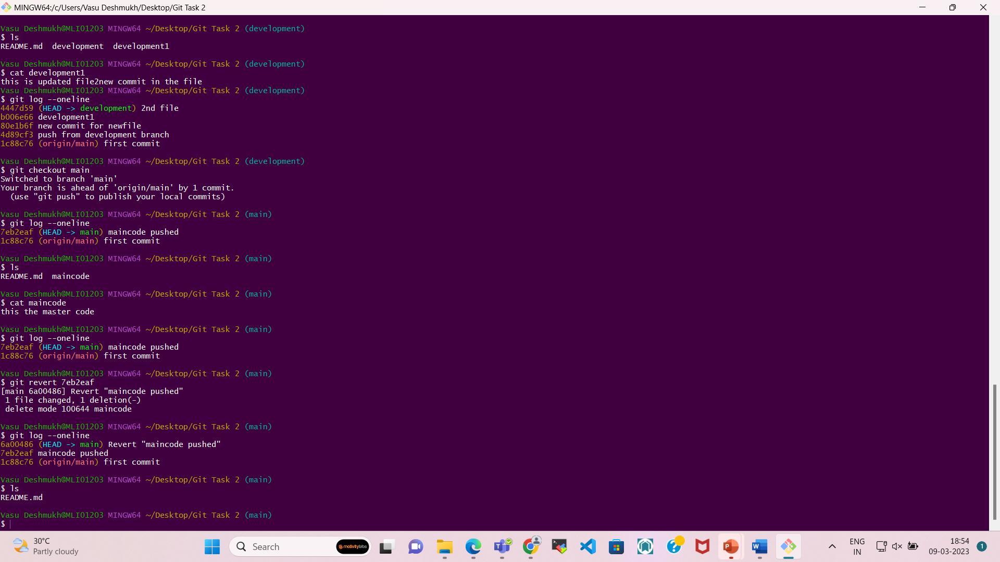 MINGW64:/c/Users/Vasu Deshmukh/Desktop/Git Task 2
Vasu Deshmukh@MLI01203 MINGW64 ~/Desktop/Git Task 2 (development)
$ ls
README.md  development  development1
Vasu Deshmukh@MLI01203 MINGW64 ~/Desktop/Git Task 2 (development)
$ cat development1
this is updated file2new commit in the file
Vasu Deshmukh@MLI01203 MINGW64 ~/Desktop/Git Task 2 (development)
$ git log --oneline
4447d59 (HEAD -> development) 2nd file
b006e66 development1
80e1b6f new commit for newfile
4d89cf3 push from development branch
1c88c76 (origin/main) first commit
Vasu Deshmukh@MLI01203 MINGW64 ~/Desktop/Git Task 2 (development)
$ git checkout main
Switched to branch 'main'
Your branch is ahead of 'origin/main' by 1 commit.
  (use "git push" to publish your local commits)
Vasu Deshmukh@MLI01203 MINGW64 ~/Desktop/Git Task 2 (main)
$ git log --oneline
7eb2eaf (HEAD -> main) maincode pushed
1c88c76 (origin/main) first commit
Vasu Deshmukh@MLI01203 MINGW64 ~/Desktop/Git Task 2 (main)
$ ls
README.md  maincode
Vasu Deshmukh@MLI01203 MINGW64 ~/Desktop/Git Task 2 (main)
$ cat maincode
this the master code
Vasu Deshmukh@MLI01203 MINGW64 ~/Desktop/Git Task 2 (main)
$ git log --oneline
7eb2eaf (HEAD -> main) maincode pushed
1c88c76 (origin/main) first commit
Vasu Deshmukh@MLI01203 MINGW64 ~/Desktop/Git Task 2 (main)
$ git revert 7eb2eaf
[main 6a00486] Revert "maincode pushed"
 1 file changed, 1 deletion(-)
 delete mode 100644 maincode
Vasu Deshmukh@MLI01203 MINGW64 ~/Desktop/Git Task 2 (main)
$ git log --oneline
6a00486 (HEAD -> main) Revert "maincode pushed"
7eb2eaf maincode pushed
1c88c76 (origin/main) first commit
Vasu Deshmukh@MLI01203 MINGW64 ~/Desktop/Git Task 2 (main)
$ ls
README.md
Vasu Deshmukh@MLI01203 MINGW64 ~/Desktop/Git Task 2 (main)
$
30°C
Partly cloudy
Search
motivitylabs
ENG
IN
18:54
09-03-2023
1